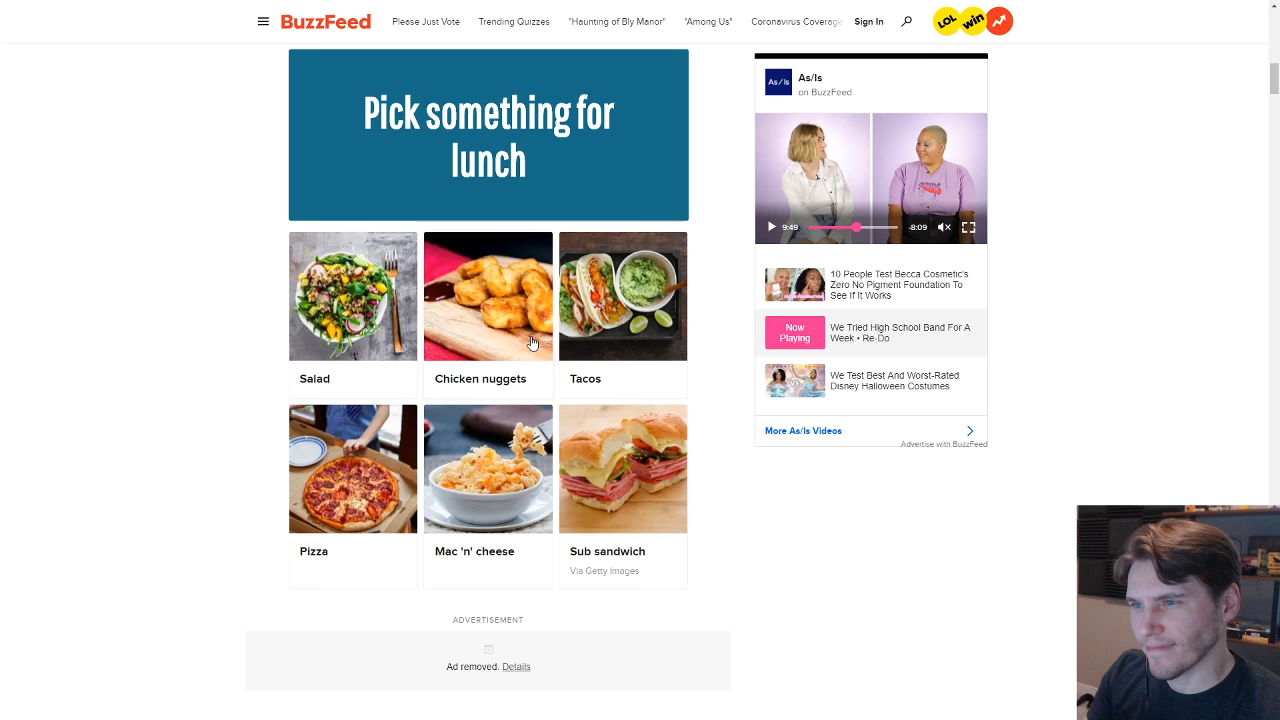 BuzzFeed
Please Just Vote
Trending Quizzes
"Haunting of Bly Manor"
"Among Us"
Coronavirus Coverage
Sign In
LOL
win
Pick something for
lunch
Salad
Chicken nuggets
Tacos
Pizza
Mac 'n' cheese
Sub sandwich
Via Getty Images
ADVERTISEMENT
Ad removed. Details
As/Is
As/Is
on BuzzFeed
9:49
-8:09
10 People Test Becca Cosmetic's
Zero No Pigment Foundation To
See If It Works
Now
Playing
We Tried High School Band For A
Week • Re-Do
VS.
We Test Best And Worst-Rated
Disney Halloween Costumes
More As/Is Videos
Advertise with BuzzFeed